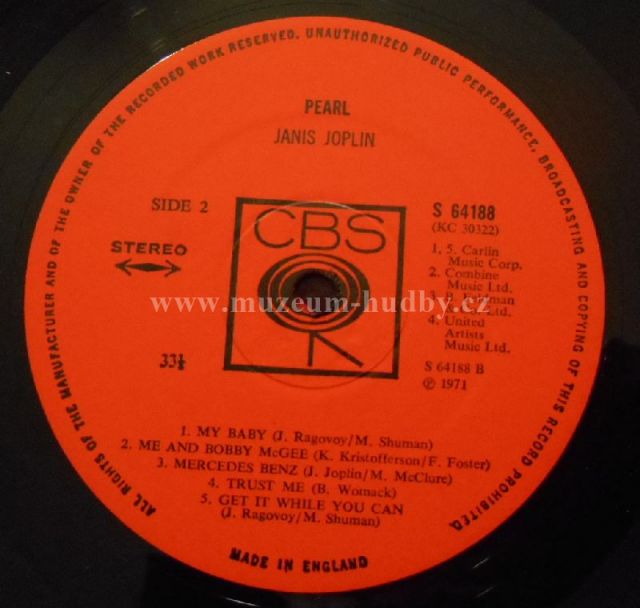 ALL RIGHTS OF THE MANUFACTURER AND OF THE OWNER OF THE RECORDED WORK RESERVED. UNAUTHORIZED PUBLIC PERFORMANCE, BROADCASTING AND COPYING OF THIS RECORD PROHIBITED.
PEARL
JANIS JOPLIN
SIDE 2
CBS
S 64188
(KC 30322)
STEREO
1, 5. Carlin
Music Corp.
2. Combine
Music Ltd.
www.muzeum-hudby.cz
3.
Ltd.
4. United
Artists
Music Ltd.
33⅓
S 64188 B
℗ 1971
1. MY BABY (J. Ragovoy/M. Shuman)
2. ME AND BOBBY McGEE (K. Kristofferson/F. Foster)
3. MERCEDES BENZ (J. Joplin/M. McClure)
4. TRUST ME (B. Womack)
5. GET IT WHILE YOU CAN
(J. Ragovoy/M. Shuman)
MADE IN ENGLAND